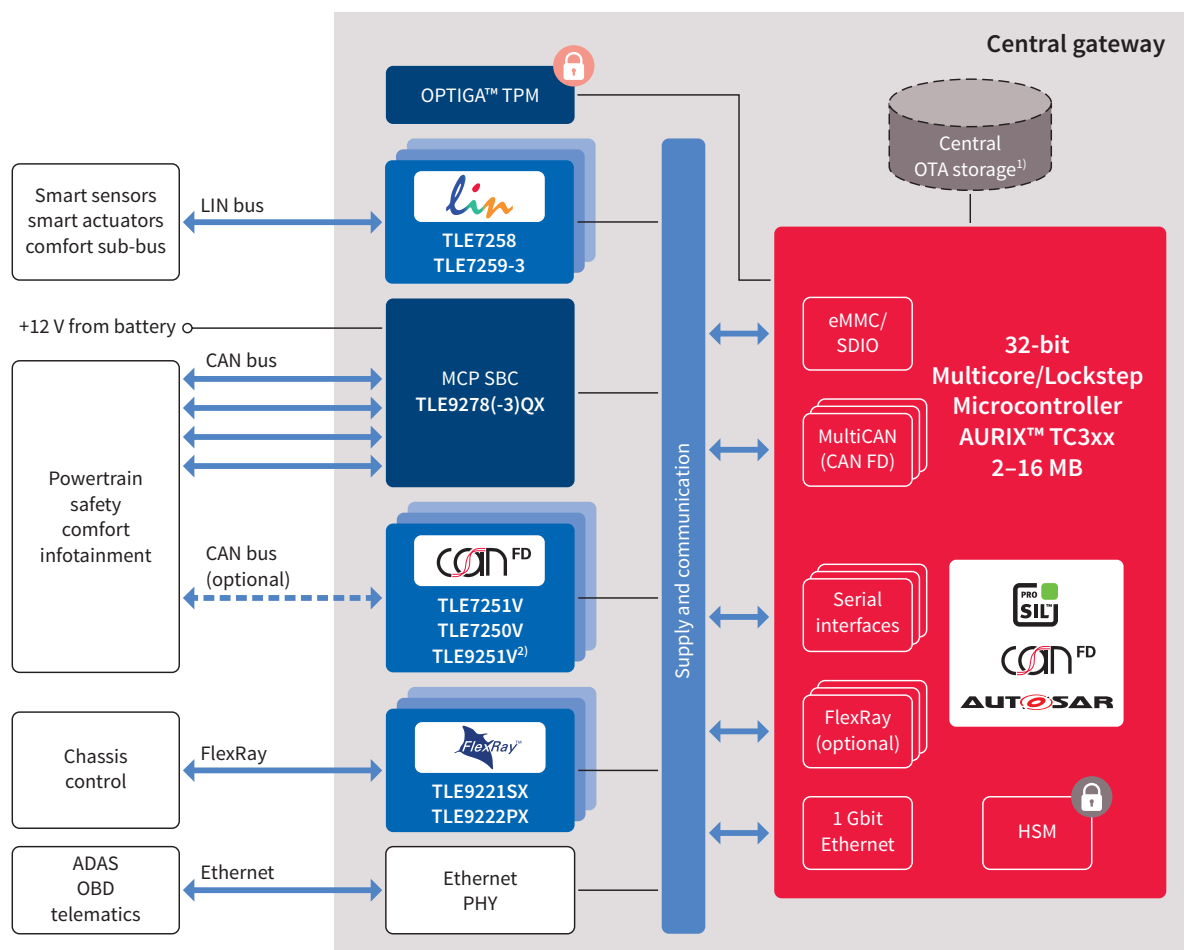 Central gateway
OPTIGA™ TPM
Central
OTA storage¹⁾
Smart sensors
smart actuators
comfort sub-bus
LIN bus
lin
TLE7258
TLE7259-3
+12 V from battery
CAN bus
MCP SBC
TLE9278(-3)QX
Powertrain
safety
comfort
infotainment
CAN bus
(optional)
CAN FD
TLE7251V
TLE7250V
TLE9251V²⁾
Chassis
control
FlexRay
FlexRay™
TLE9221SX
TLE9222PX
ADAS
OBD
telematics
Ethernet
Ethernet
PHY
Supply and communication
eMMC/
SDIO
MultiCAN
(CAN FD)
Serial
interfaces
FlexRay
(optional)
1 Gbit
Ethernet
32-bit
Multicore/Lockstep
Microcontroller
AURIX™ TC3xx
2–16 MB
PRO
SIL™
CAN FD
AUTOSAR
HSM